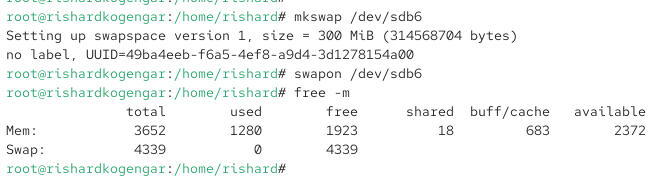 root@rishardkogengar:/home/rishard# mkswap /dev/sdb6
Setting up swapspace version 1, size = 300 MiB (314568704 bytes)
no label, UUID=49ba4eeb-f6a5-4ef8-a9d4-3d1278154a00
root@rishardkogengar:/home/rishard# swapon /dev/sdb6
root@rishardkogengar:/home/rishard# free -m
total used free shared buff/cache available
Mem: 3652 1280 1923 18 683 2372
Swap: 4339 0 4339
root@rishardkogengar:/home/rishard#